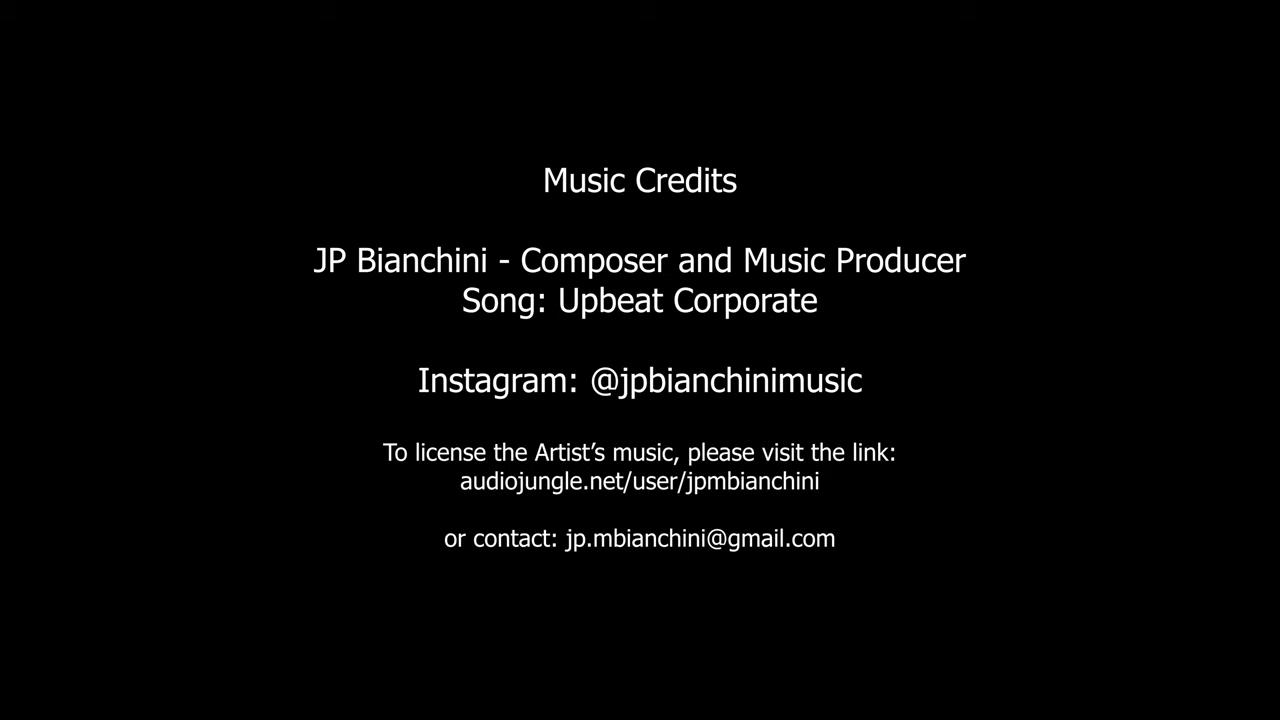 Music Credits
JP Bianchini - Composer and Music Producer
Song: Upbeat Corporate
Instagram: @jpbianchinimusic
To license the Artist’s music, please visit the link:
audiojungle.net/user/jpmbianchini
or contact: jp.mbianchini@gmail.com